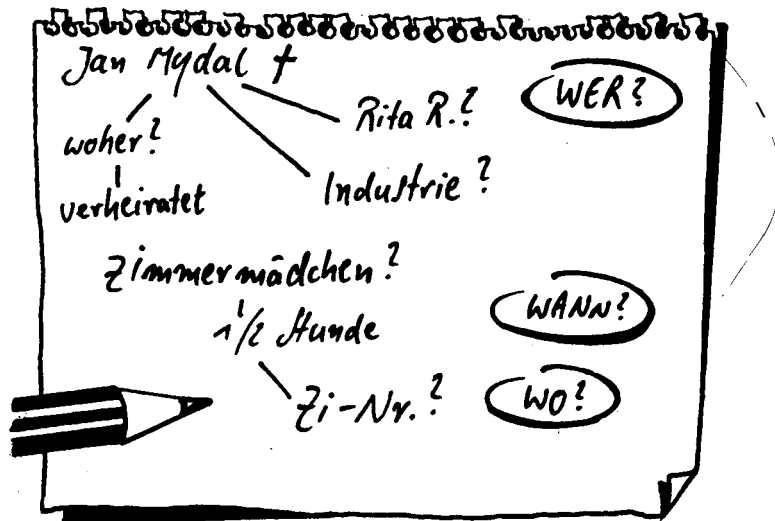 Jan Mydal †
WER?
Rita R.?
woher?
Industrie?
verheiratet
Zimmermädchen?
WANN?
1/2 Stunde
Zi-Nr.?
WO?